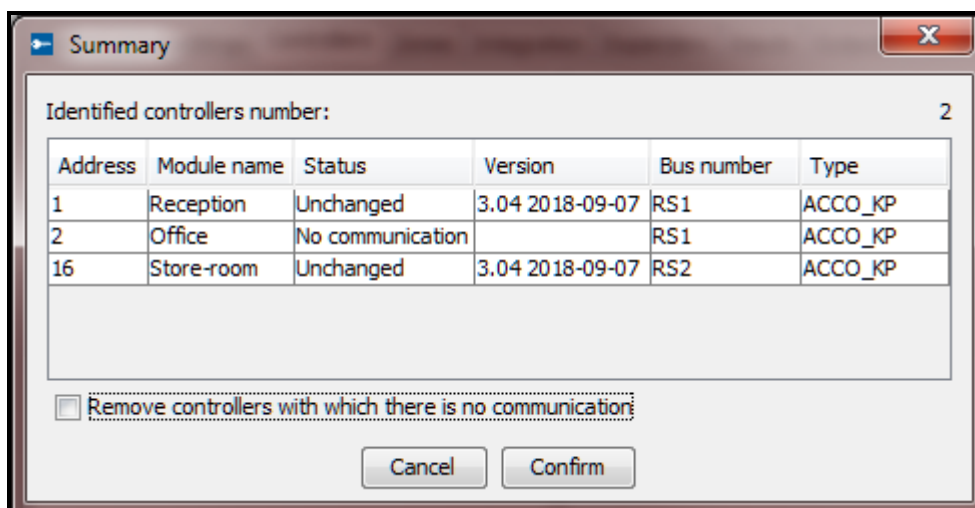 Summary
Identified controllers number: 2
Address Module name Status Version Bus number Type
1 Reception Unchanged 3.04 2018-09-07 RS1 ACCO_KP
2 Office No communication RS1 ACCO_KP
16 Store-room Unchanged 3.04 2018-09-07 RS2 ACCO_KP
Remove controllers with which there is no communication
Cancel Confirm